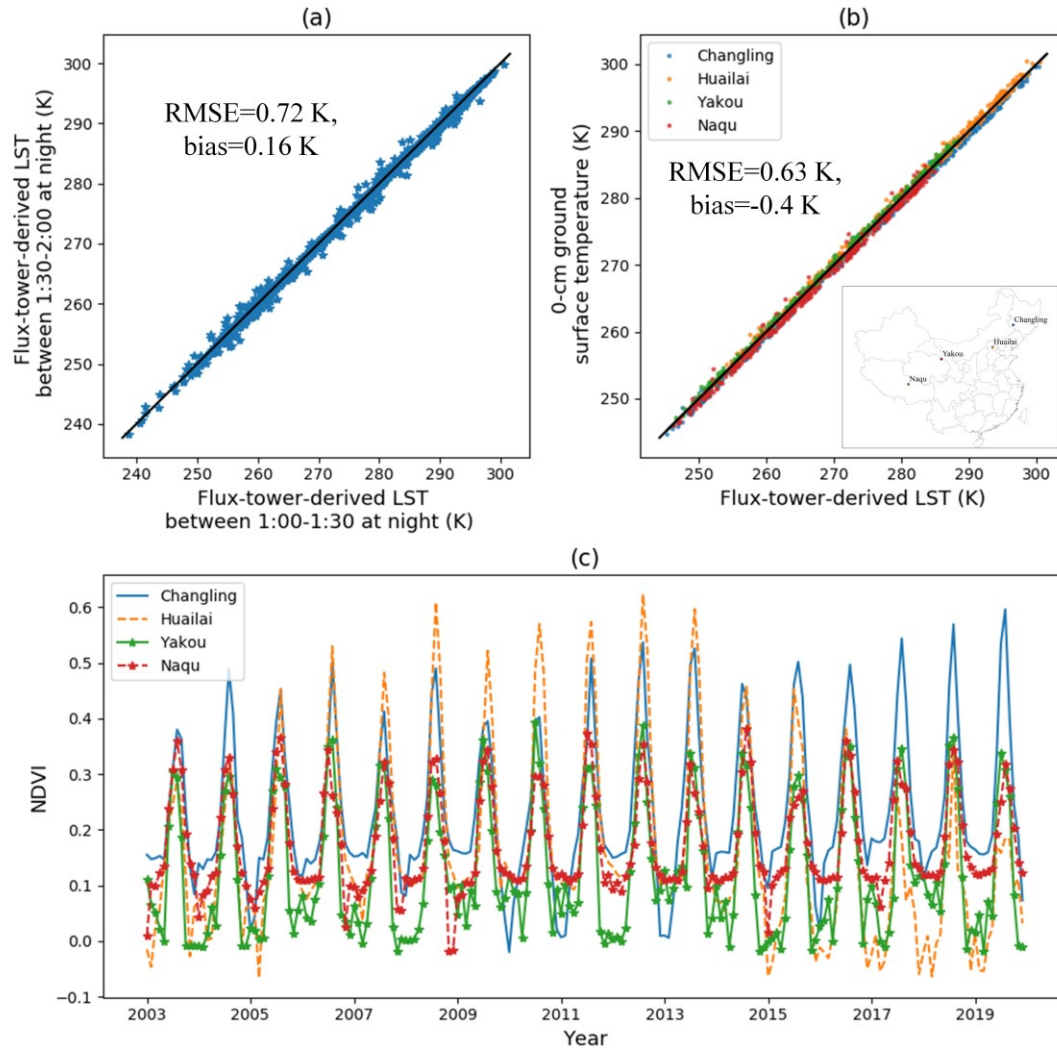 (a)
300
290
280
270
260
250
240
Flux-tower-derived LST
between 1:30-2:00 at night (K)
RMSE=0.72 K,
bias=0.16 K
240 250 260 270 280 290 300
Flux-tower-derived LST
between 1:00-1:30 at night (K)
(b)
300
290
280
270
260
250
0-cm ground
surface temperature (K)
Changling
Huailai
Yakou
Naqu
RMSE=0.63 K,
bias=-0.4 K
Changling
Huailai
Yakou
Naqu
250 260 270 280 290 300
Flux-tower-derived LST (K)
(c)
0.6
0.5
0.4
0.3
0.2
0.1
0.0
−0.1
NDVI
Changling
Huailai
Yakou
Naqu
2003 2005 2007 2009 2011 2013 2015 2017 2019
Year